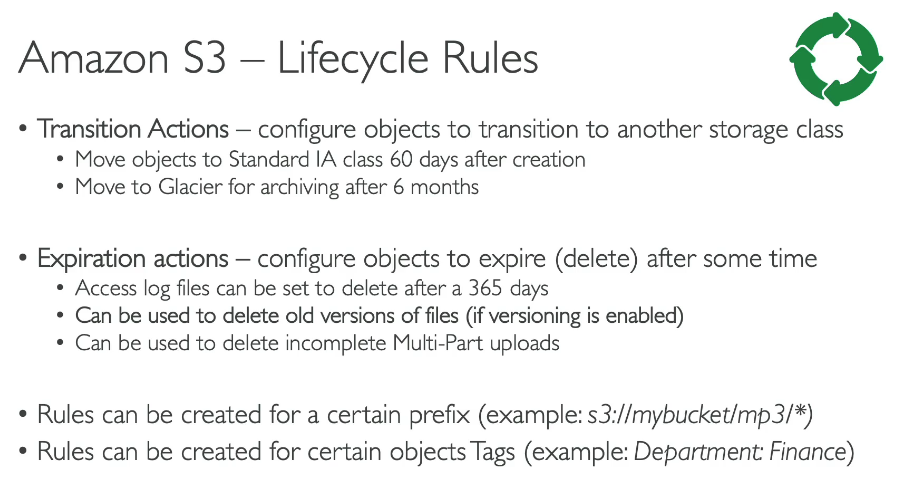 Amazon S3 – Lifecycle Rules
• Transition Actions – configure objects to transition to another storage class
• Move objects to Standard IA class 60 days after creation
• Move to Glacier for archiving after 6 months
• Expiration actions – configure objects to expire (delete) after some time
• Access log files can be set to delete after a 365 days
• Can be used to delete old versions of files (if versioning is enabled)
• Can be used to delete incomplete Multi-Part uploads
• Rules can be created for a certain prefix (example: s3://mybucket/mp3/*)
• Rules can be created for certain objects Tags (example: Department: Finance)